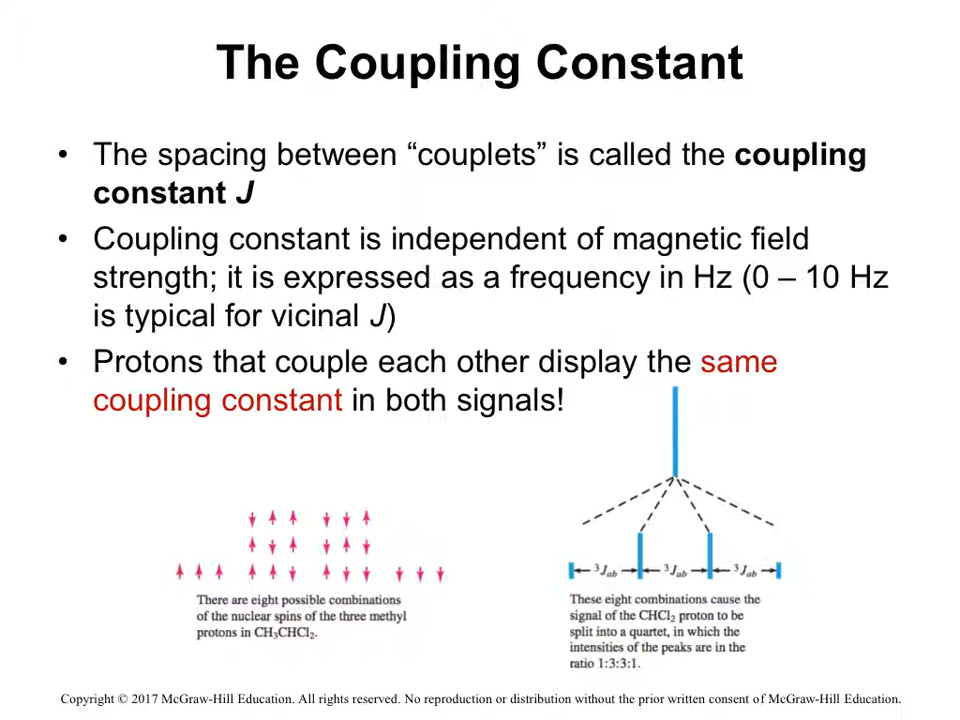 The Coupling Constant
• The spacing between “couplets” is called the coupling
constant J
• Coupling constant is independent of magnetic field
strength; it is expressed as a frequency in Hz (0 – 10 Hz
is typical for vicinal J)
• Protons that couple each other display the same
coupling constant in both signals!
³Jab ³Jab ³Jab
There are eight possible combinations
of the nuclear spins of the three methyl
protons in CH₃CHCl₂.
These eight combinations cause the
signal of the CHCl₂ proton to be
split into a quartet, in which the
intensities of the peaks are in the
ratio 1:3:3:1.
Copyright © 2017 McGraw-Hill Education. All rights reserved. No reproduction or distribution without the prior written consent of McGraw-Hill Education.